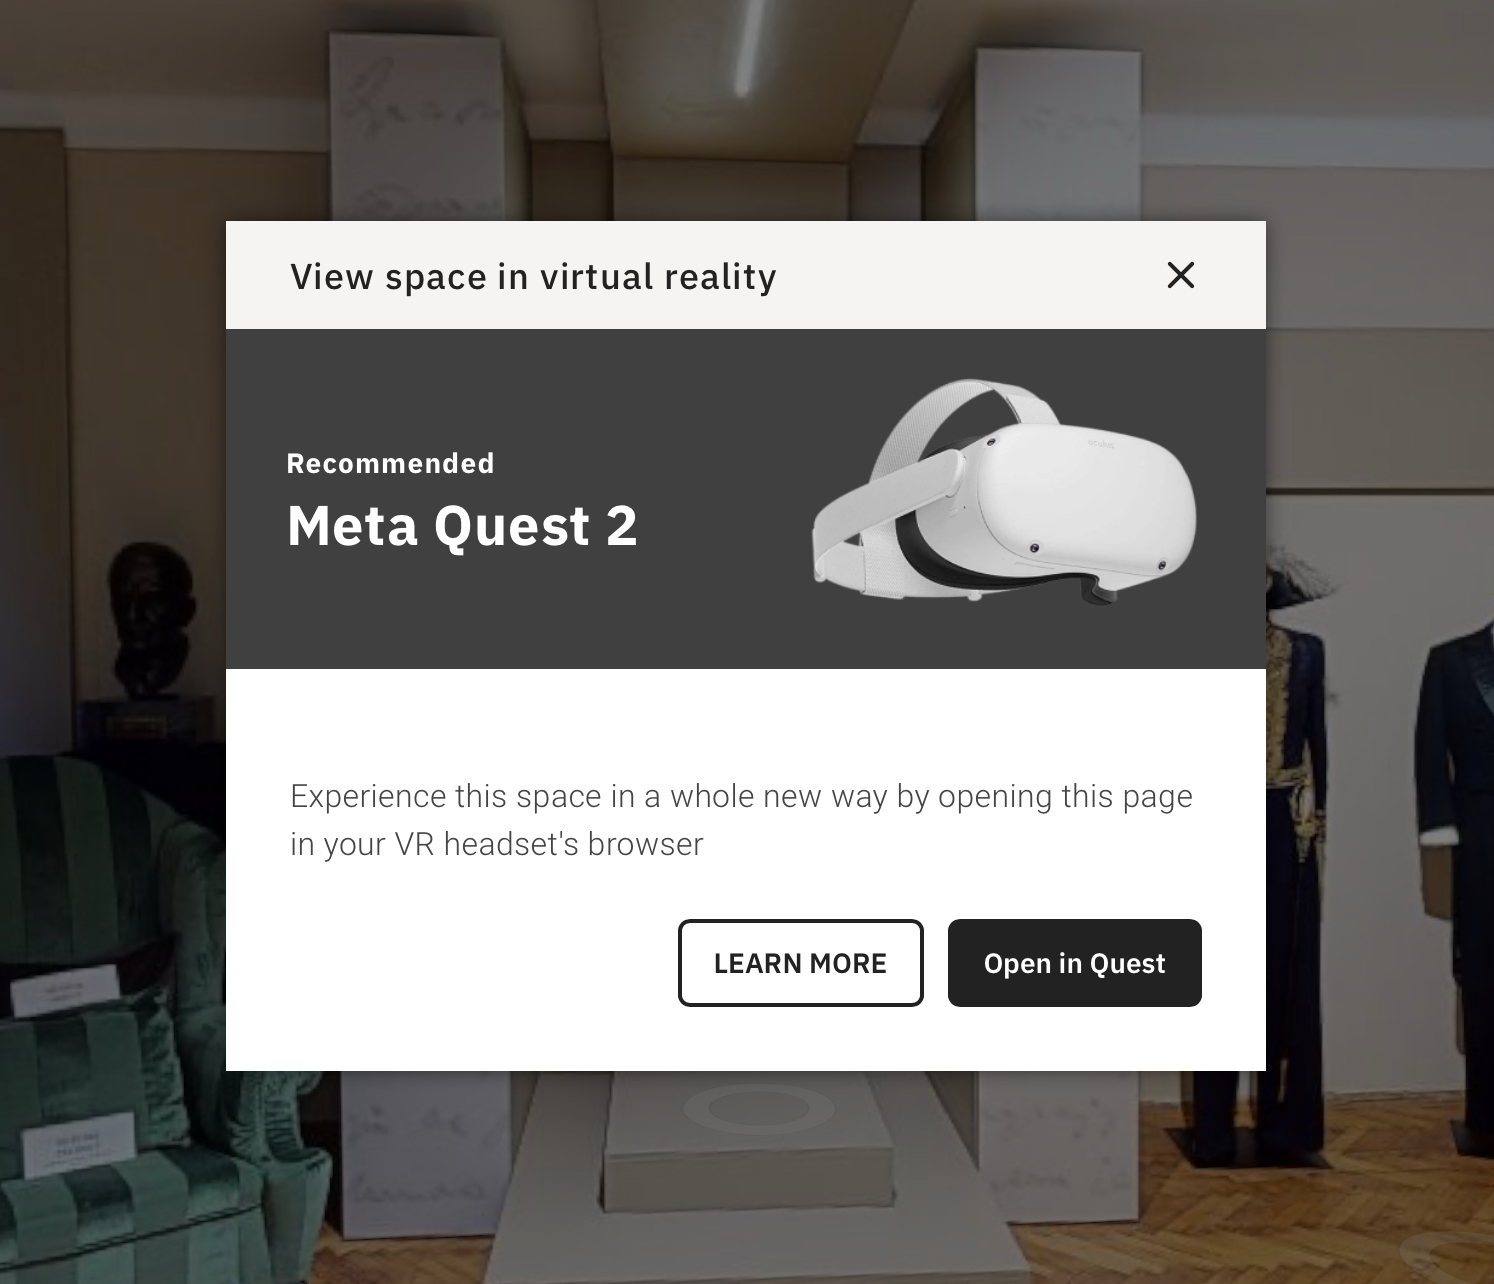 View space in virtual reality
Recommended
Meta Quest 2
oculus
Experience this space in a whole new way by opening this page
in your VR headset's browser
LEARN MORE
Open in Quest